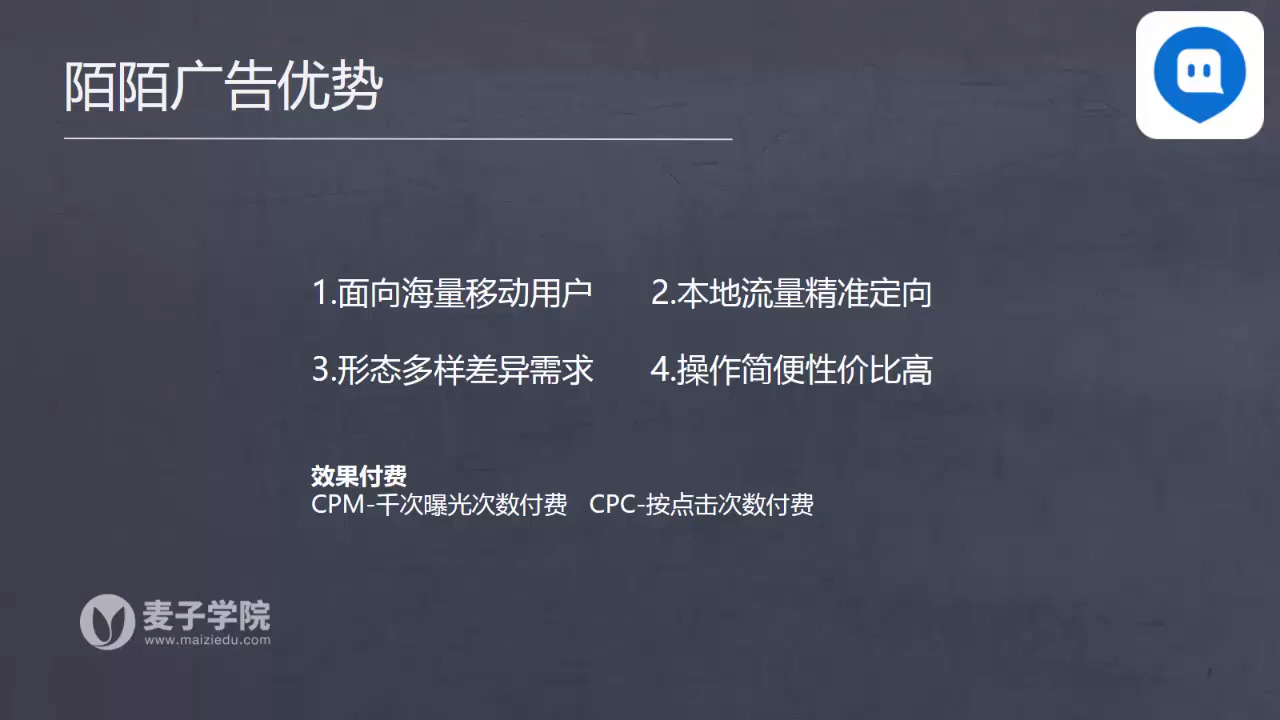 陌陌广告优势
1.面向海量移动用户 2.本地流量精准定向
3.形态多样差异需求 4.操作简便性价比高
效果付费
CPM-千次曝光次数付费 CPC-按点击次数付费
麦子学院
www.maiziedu.com